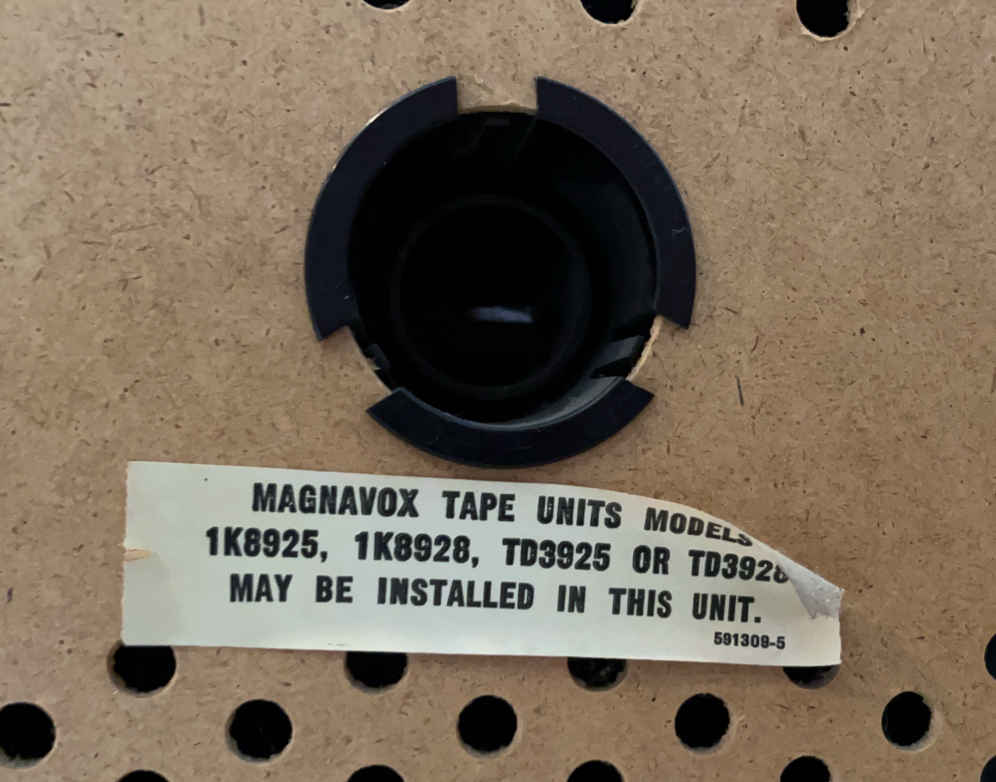 MAGNAVOX TAPE UNITS MODELS
1K8925, 1K8928, TD3925 OR TD3928
MAY BE INSTALLED IN THIS UNIT.
591309-5